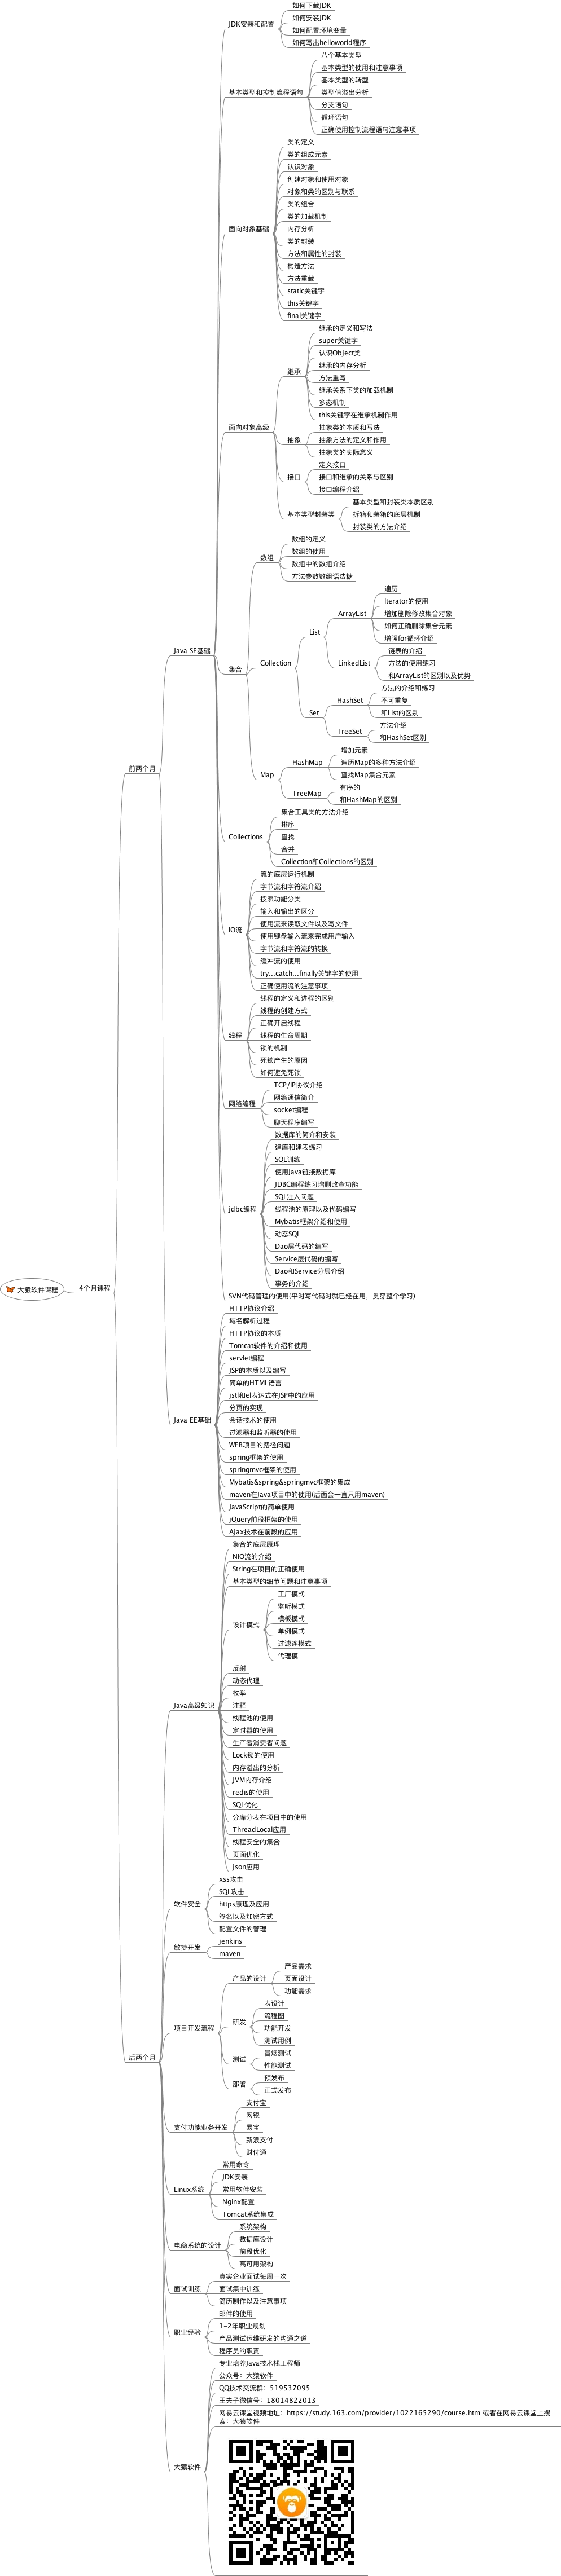 大猿软件课程
4个月课程
前两个月
Java SE基础
JDK安装和配置
如何下载JDK
如何安装JDK
如何配置环境变量
如何写出helloworld程序
基本类型和控制流程语句
八个基本类型
基本类型的使用和注意事项
基本类型的转型
类型值溢出分析
分支语句
循环语句
正确使用控制流程语句注意事项
面向对象基础
类的定义
类的组成元素
认识对象
创建对象和使用对象
对象和类的区别与联系
类的组合
类的加载机制
内存分析
类的封装
方法和属性的封装
构造方法
方法重载
static关键字
this关键字
final关键字
面向对象高级
继承
继承的定义和写法
super关键字
认识Object类
继承的内存分析
方法重写
继承关系下类的加载机制
多态机制
this关键字在继承机制作用
抽象
抽象类的本质和写法
抽象方法的定义和作用
抽象类的实际意义
接口
定义接口
接口和继承的关系与区别
接口编程介绍
基本类型封装类
基本类型和封装类本质区别
拆箱和装箱的底层机制
封装类的方法介绍
集合
数组
数组的定义
数组的使用
数组中的数组介绍
方法参数数组语法糖
Collection
List
ArrayList
遍历
Iterator的使用
增加删除修改集合对象
如何正确删除集合元素
增强for循环介绍
LinkedList
链表的介绍
方法的使用练习
和ArrayList的区别以及优势
Set
HashSet
方法的介绍和练习
不可重复
和List的区别
TreeSet
方法介绍
和HashSet区别
Map
HashMap
增加元素
遍历Map的多种方法介绍
查找Map集合元素
TreeMap
有序的
和HashMap的区别
Collections
集合工具类的方法介绍
排序
查找
合并
Collection和Collections的区别
IO流
流的底层运行机制
字节流和字符流介绍
按照功能分类
输入和输出的区分
使用流来读取文件以及写文件
使用键盘输入流来完成用户输入
字节流和字符流的转换
缓冲流的使用
try...catch...finally关键字的使用
正确使用流的注意事项
线程
线程的定义和进程的区别
线程的创建方式
正确开启线程
线程的生命周期
锁的机制
死锁产生的原因
如何避免死锁
网络编程
TCP/IP协议介绍
网络通信简介
socket编程
聊天程序编写
jdbc编程
数据库的简介和安装
建库和建表练习
SQL训练
使用Java链接数据库
JDBC编程练习增删改查功能
SQL注入问题
线程池的原理以及代码编写
Mybatis框架介绍和使用
动态SQL
Dao层代码的编写
Service层代码的编写
Dao和Service分层介绍
事务的介绍
SVN代码管理的使用(平时写代码时就已经在用，贯穿整个学习)
Java EE基础
HTTP协议介绍
域名解析过程
HTTP协议的本质
Tomcat软件的介绍和使用
servlet编程
JSP的本质以及编写
简单的HTML语言
jstl和el表达式在JSP中的应用
分页的实现
会话技术的使用
过滤器和监听器的使用
WEB项目的路径问题
spring框架的使用
springmvc框架的使用
Mybatis&spring&springmvc框架的集成
maven在Java项目中的使用(后面会一直只用maven)
JavaScript的简单使用
jQuery前段框架的使用
Ajax技术在前段的应用
后两个月
Java高级知识
集合的底层原理
NIO流的介绍
String在项目的正确使用
基本类型的细节问题和注意事项
设计模式
工厂模式
监听模式
模板模式
单例模式
过滤连模式
代理模
反射
动态代理
枚举
注释
线程池的使用
定时器的使用
生产者消费者问题
Lock锁的使用
内存溢出的分析
JVM内存介绍
redis的使用
SQL优化
分库分表在项目中的使用
ThreadLocal应用
线程安全的集合
页面优化
json应用
软件安全
xss攻击
SQL攻击
https原理及应用
签名以及加密方式
配置文件的管理
敏捷开发
jenkins
maven
项目开发流程
产品的设计
产品需求
页面设计
功能需求
研发
表设计
流程图
功能开发
测试用例
测试
冒烟测试
性能测试
部署
预发布
正式发布
支付功能业务开发
支付宝
网银
易宝
新浪支付
财付通
Linux系统
常用命令
JDK安装
常用软件安装
Nginx配置
Tomcat系统集成
电商系统的设计
系统架构
数据库设计
前段优化
高可用架构
面试训练
真实企业面试每周一次
面试集中训练
简历制作以及注意事项
职业经验
邮件的使用
1-2年职业规划
产品测试运维研发的沟通之道
程序员的职责
大猿软件
专业培养Java技术栈工程师
公众号：大猿软件
QQ技术交流群：519537095
王夫子微信号：18014822013
网易云课堂视频地址：https://study.163.com/provider/1022165290/course.htm 或者在网易云课堂上搜
索：大猿软件